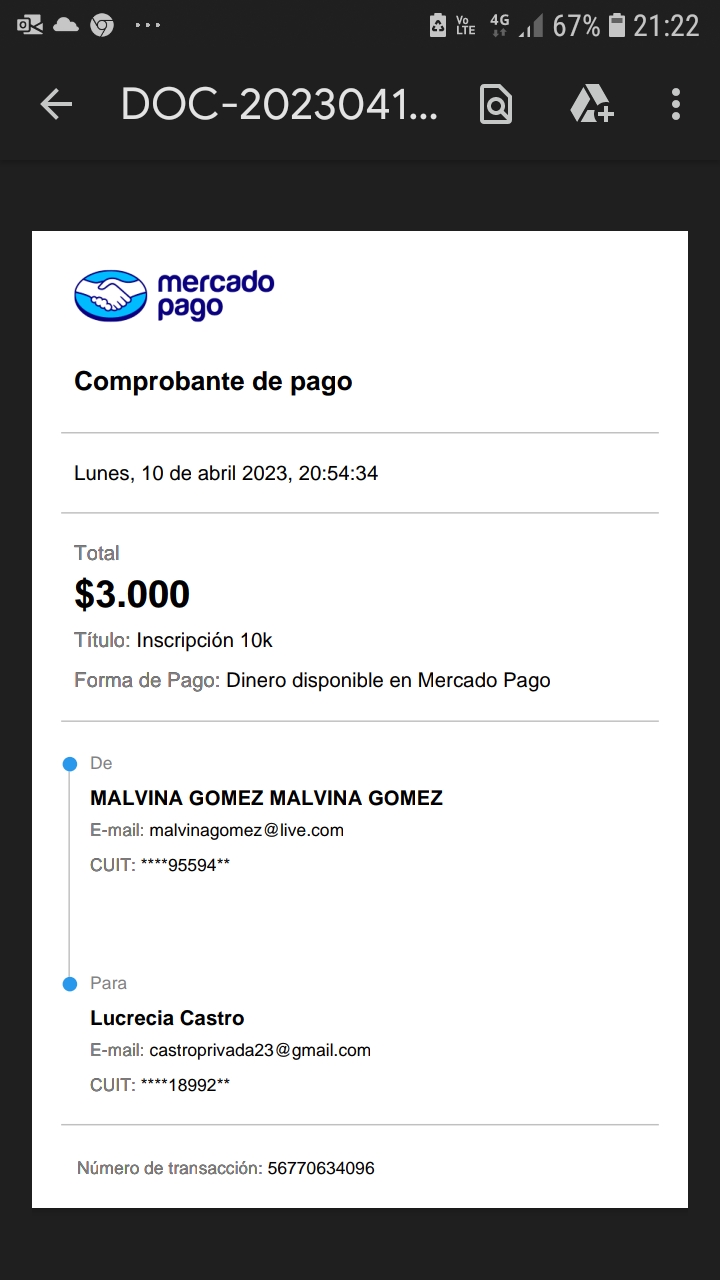 Vo LTE 4G 67% 21:22
DOC-2023041...
mercado
pago
Comprobante de pago
Lunes, 10 de abril 2023, 20:54:34
Total
$3.000
Título: Inscripción 10k
Forma de Pago: Dinero disponible en Mercado Pago
De
MALVINA GOMEZ MALVINA GOMEZ
E-mail: malvinagomez@live.com
CUIT: ****95594**
Para
Lucrecia Castro
E-mail: castroprivada23@gmail.com
CUIT: ****18992**
Número de transacción: 56770634096